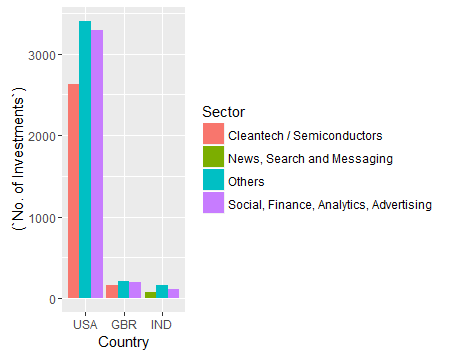 3000
2000
1000
0
(`No. of Investments`)
USA GBR IND
Country
Sector
Cleantech / Semiconductors
News, Search and Messaging
Others
Social, Finance, Analytics, Advertising